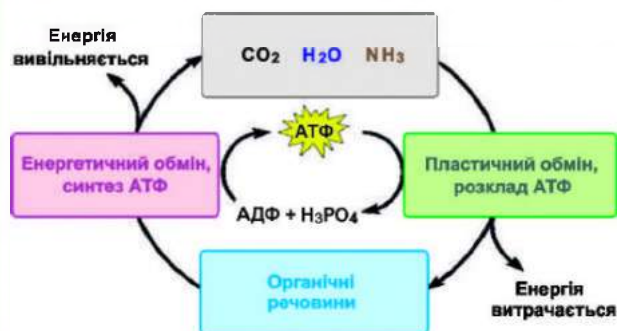 Енергія
вивільняється
CO2 H2O NH3
АТФ
Енергетичний обмін,
синтез АТФ
Пластичний обмін,
розклад АТФ
АДФ + H3PO4
Органічні
речовини
Енергія
витрачається